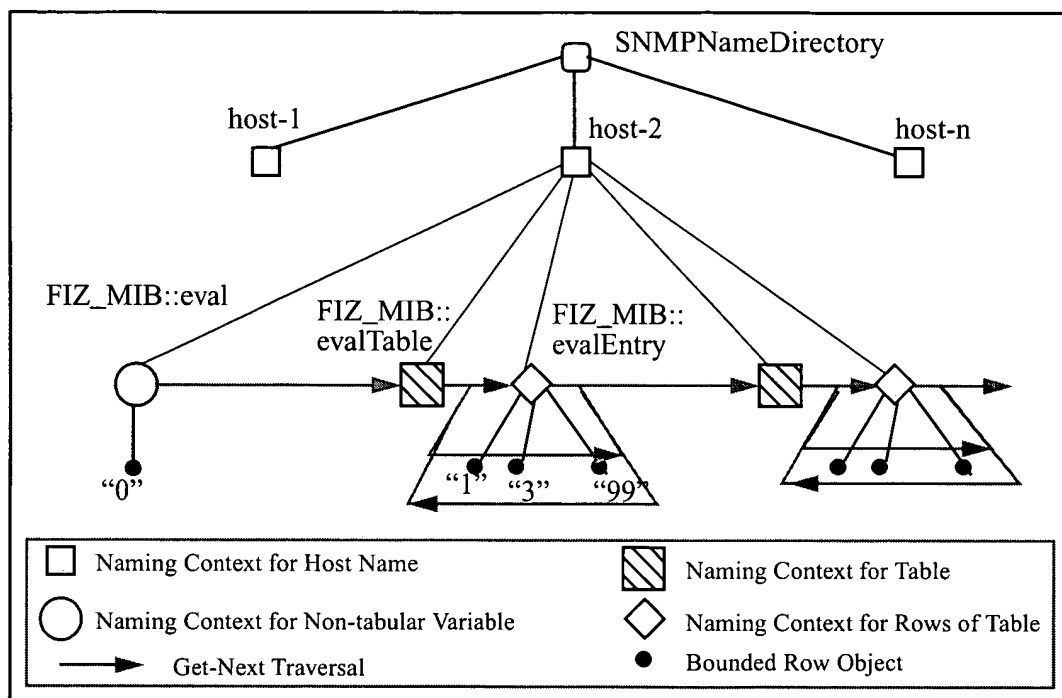 SNMPNameDirectory
host-1
host-2
host-n
FIZ_MIB::eval
FIZ_MIB::
evalTable
FIZ_MIB::
evalEntry
“0”
“1”
“3”
“99”
Naming Context for Host Name
Naming Context for Table
Naming Context for Non-tabular Variable
Naming Context for Rows of Table
Get-Next Traversal
Bounded Row Object